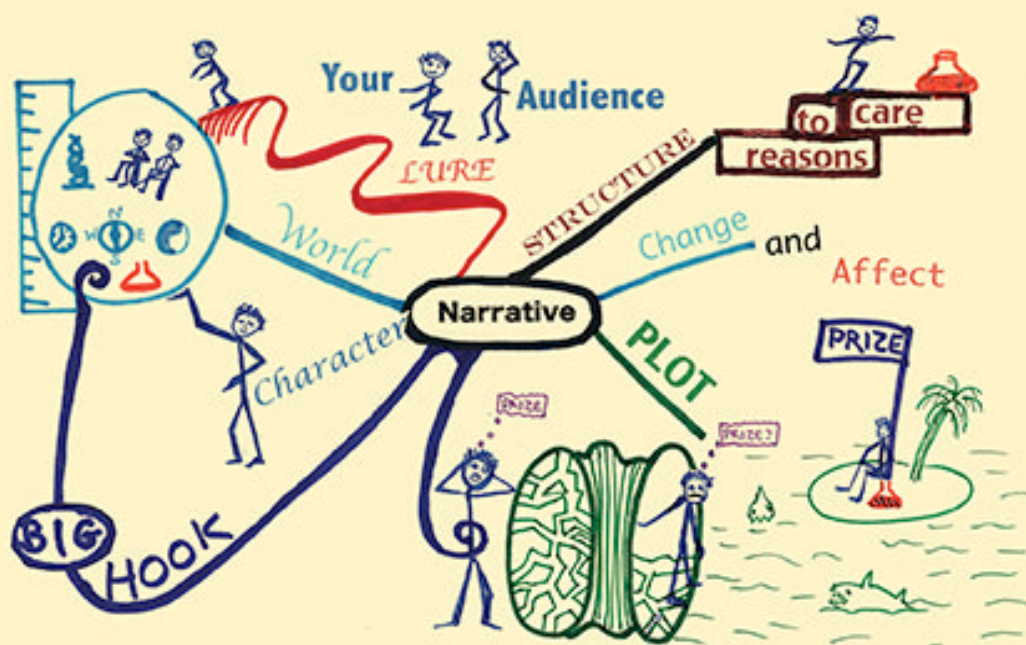 Your
Audience
LURE
STRUCTURE
to care
reasons
World
N
W E
S
Change and
Affect
Narrative
Character
PLOT
PRIZE
PRIZE
PRIZE?
BIG
HOOK